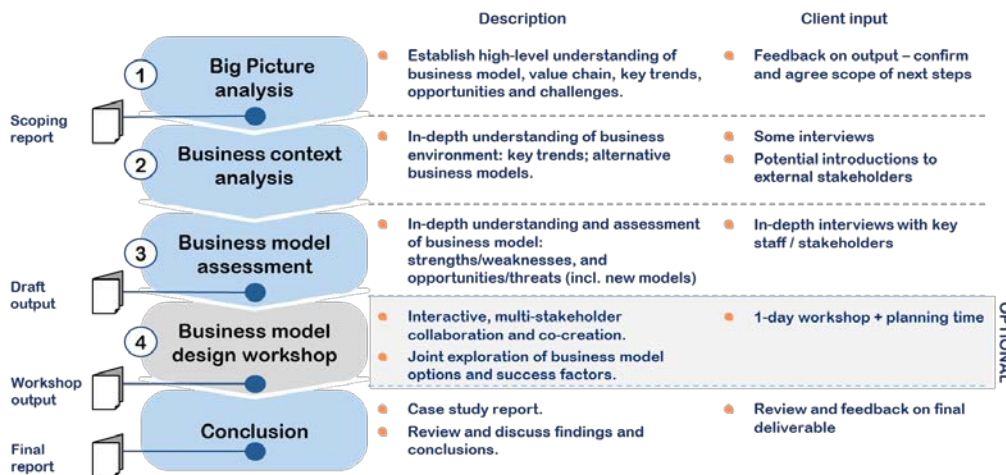 Description
Client input
1
Big Picture
analysis
Establish high-level understanding of
business model, value chain, key trends,
opportunities and challenges.
Feedback on output – confirm
and agree scope of next steps
Scoping
report
2
Business context
analysis
In-depth understanding of business
environment: key trends; alternative
business models.
Some interviews
Potential introductions to
external stakeholders
3
Business model
assessment
In-depth understanding and assessment
of business model:
strengths/weaknesses, and
opportunities/threats (incl. new models)
In-depth interviews with key
staff / stakeholders
Draft
output
4
Business model
design workshop
Interactive, multi-stakeholder
collaboration and co-creation.
Joint exploration of business model
options and success factors.
1-day workshop + planning time
OPTIONAL
Workshop
output
Conclusion
Case study report.
Review and discuss findings and
conclusions.
Review and feedback on final
deliverable
Final
report